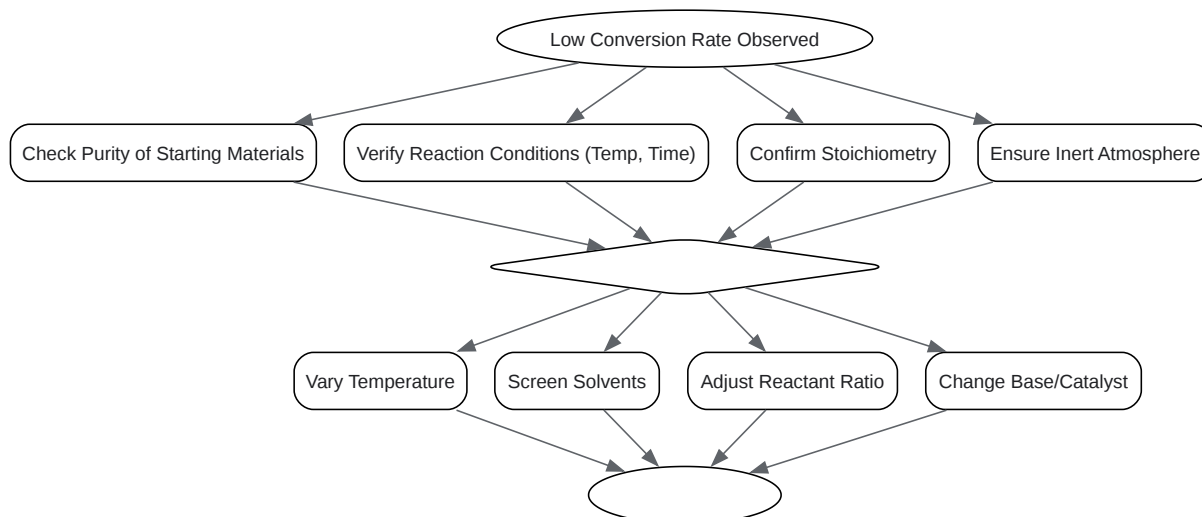 Low Conversion Rate Observed
Check Purity of Starting Materials
Verify Reaction Conditions (Temp, Time)
Confirm Stoichiometry
Ensure Inert Atmosphere
Vary Temperature
Screen Solvents
Adjust Reactant Ratio
Change Base/Catalyst